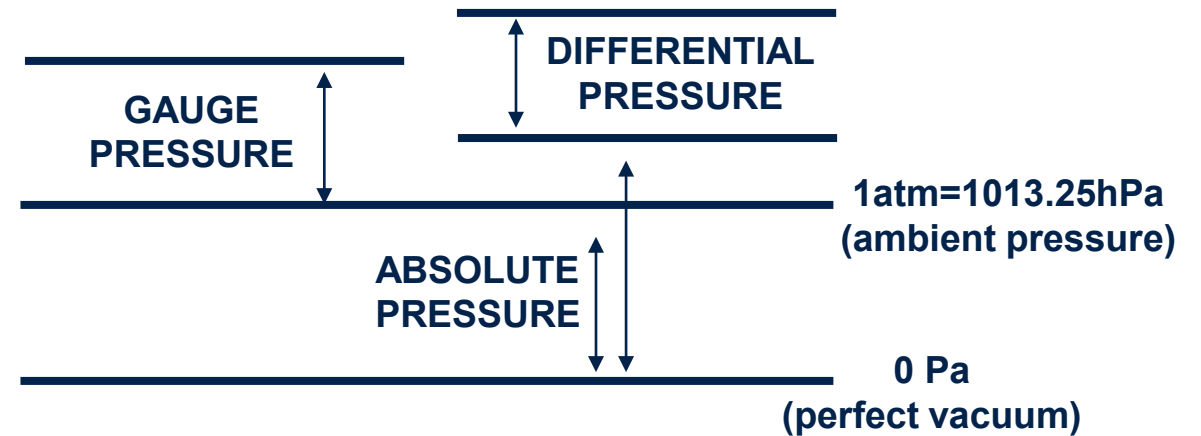 DIFFERENTIAL
PRESSURE
GAUGE
PRESSURE
1atm=1013.25hPa
(ambient pressure)
ABSOLUTE
PRESSURE
0 Pa
(perfect vacuum)